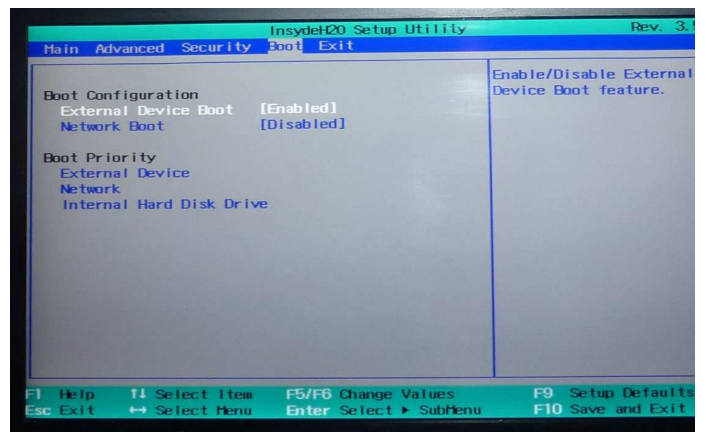 InsydeH2O Setup Utility Rev. 3.
Main Advanced Security Boot Exit
Boot Configuration
External Device Boot [Enabled]
Network Boot [Disabled]
Boot Priority
External Device
Network
Internal Hard Disk Drive
Enable/Disable External
Device Boot feature.
F1 Help ↑↓ Select Item F5/F6 Change Values F9 Setup Defaults
Esc Exit ↔ Select Menu Enter Select ▶ SubMenu F10 Save and Exit